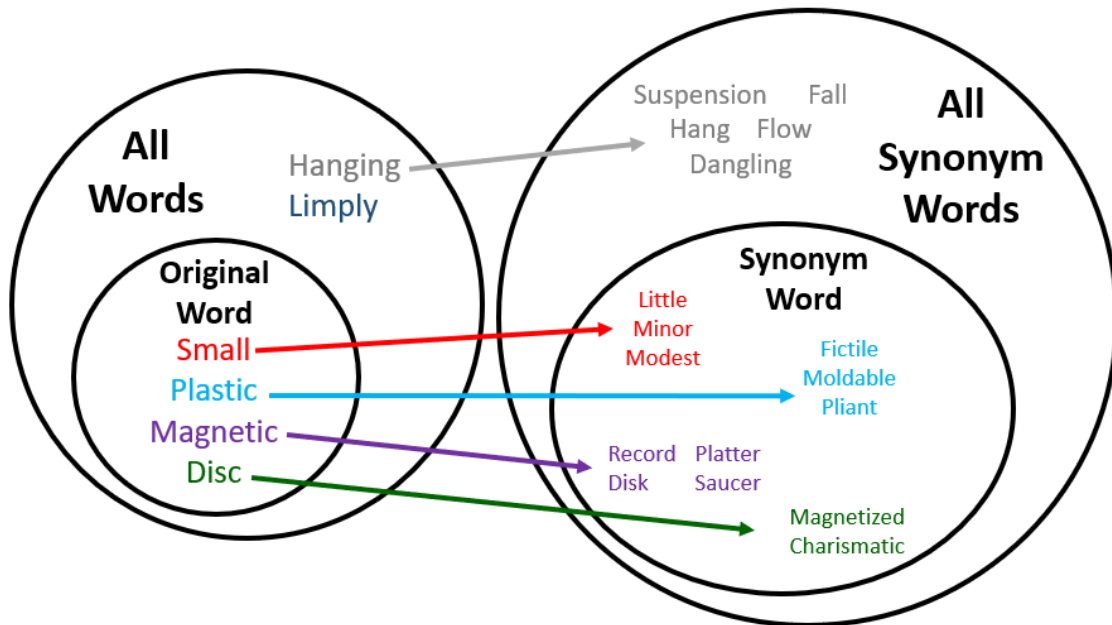 All
Words
Hanging
Limply
Original
Word
Small
Plastic
Magnetic
Disc
All
Synonym
Words
Suspension Fall
Hang Flow
Dangling
Synonym
Word
Little
Minor
Modest
Fictile
Moldable
Pliant
Record Platter
Disk Saucer
Magnetized
Charismatic